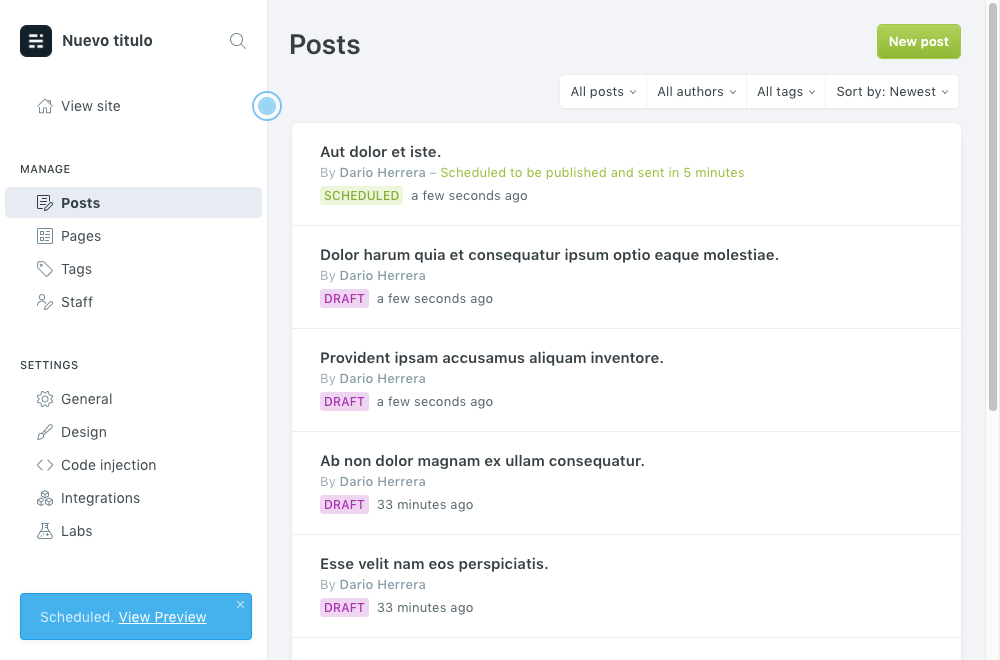 Nuevo titulo
View site
MANAGE
Posts
Pages
Tags
Staff
SETTINGS
General
Design
Code injection
Integrations
Labs
Scheduled. View Preview
Posts
New post
All posts
All authors
All tags
Sort by: Newest
Aut dolor et iste.
By Dario Herrera – Scheduled to be published and sent in 5 minutes
SCHEDULED a few seconds ago
Dolor harum quia et consequatur ipsum optio eaque molestiae.
By Dario Herrera
DRAFT a few seconds ago
Provident ipsam accusamus aliquam inventore.
By Dario Herrera
DRAFT a few seconds ago
Ab non dolor magnam ex ullam consequatur.
By Dario Herrera
DRAFT 33 minutes ago
Esse velit nam eos perspiciatis.
By Dario Herrera
DRAFT 33 minutes ago